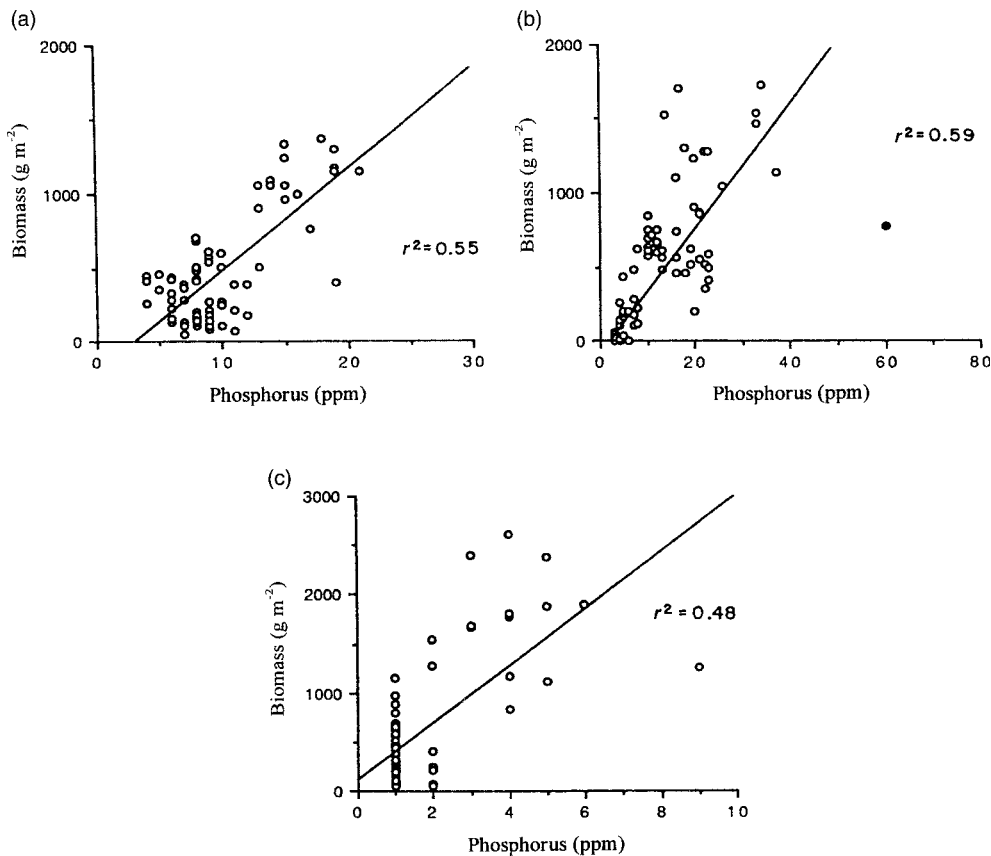 (a)
2000
1000
0
Biomass (g m⁻²)
r² = 0.55
0 10 20 30
Phosphorus (ppm)
(b)
2000
1000
0
Biomass (g m⁻²)
r² = 0.59
0 20 40 60 80
Phosphorus (ppm)
(c)
3000
2000
1000
0
Biomass (g m⁻²)
r² = 0.48
0 2 4 6 8 10
Phosphorus (ppm)